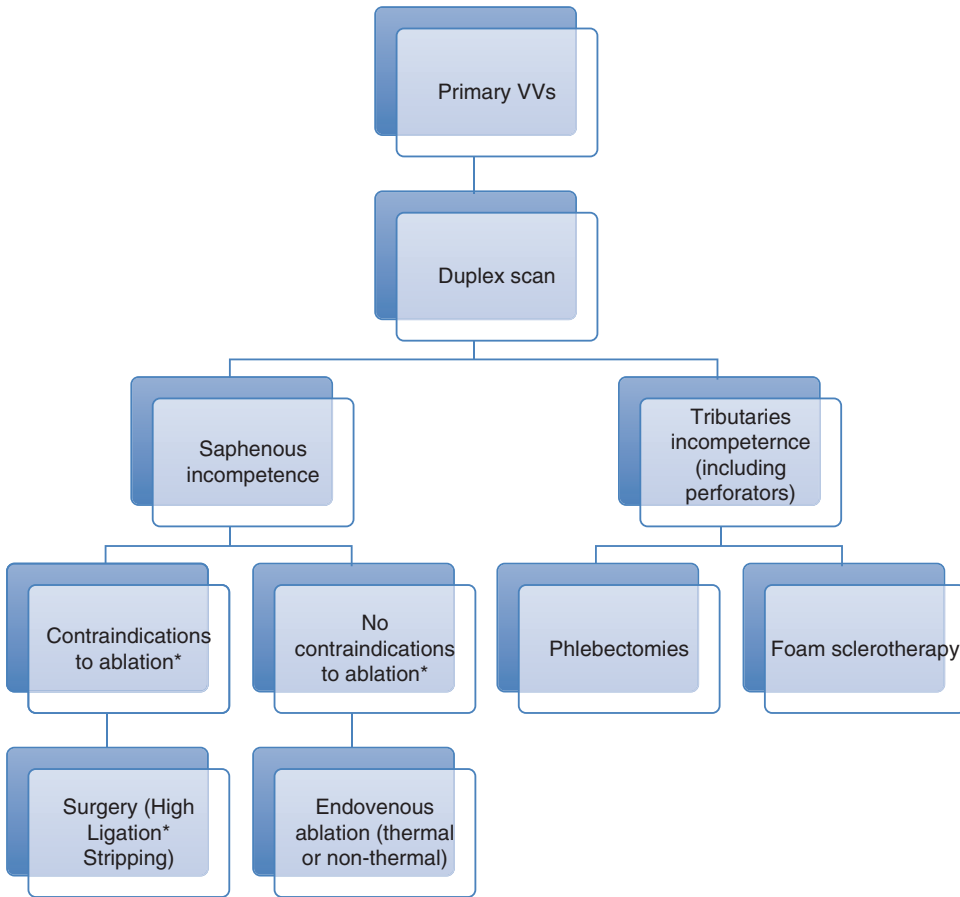 Primary VVs
Duplex scan
Saphenous
incompetence
Tributaries
incompeternce
(including
perforators)
Contraindications
to ablation*
No
contraindications
to ablation*
Phlebectomies
Foam sclerotherapy
Surgery (High
Ligation*
Stripping)
Endovenous
ablation (thermal
or non-thermal)